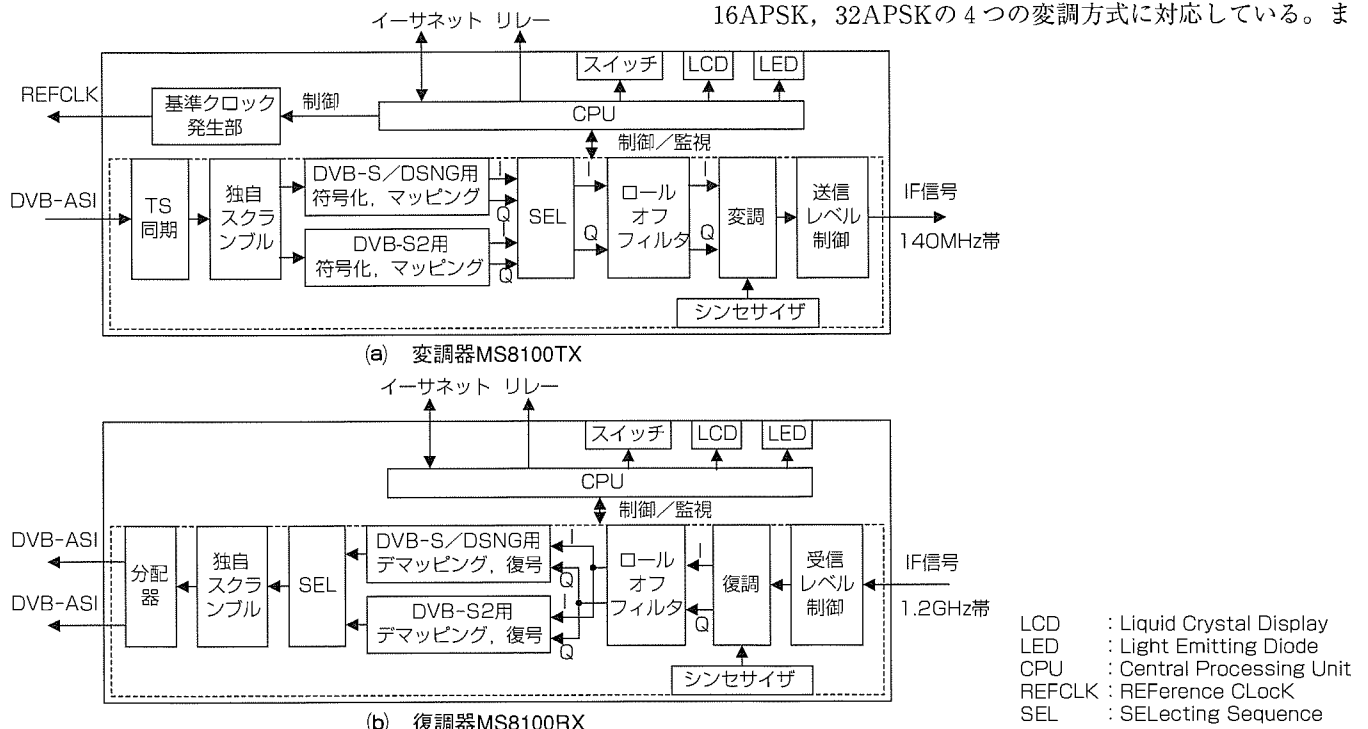 16APSK，32APSKの4つの変調方式に対応している。ま
イーサネット リレー
スイッチ
LCD
LED
REFCLK
基準クロック
発生部
制御
CPU
制御／監視
DVB-ASI
TS
同期
独自
スクラ
ンブル
DVB-S／DSNG用
符号化，マッピング
I
Q
DVB-S2用
符号化，マッピング
I
Q
SEL
I
Q
ロール
オフ
フィルタ
I
Q
変調
送信
レベル
制御
IF信号
140MHz帯
シンセサイザ
(a) 変調器MS8100TX
イーサネット リレー
スイッチ
LCD
LED
CPU
制御／監視
DVB-ASI
DVB-ASI
分配
器
独自
スクラ
ンブル
SEL
DVB-S／DSNG用
デマッピング，復号
I
Q
DVB-S2用
デマッピング，復号
I
Q
ロール
オフ
フィルタ
I
Q
復調
受信
レベル
制御
IF信号
1.2GHz帯
シンセサイザ
(b) 復調器MS8100RX
LCD : Liquid Crystal Display
LED : Light Emitting Diode
CPU : Central Processing Unit
REFCLK : REFerence CLocK
SEL : SELecting Sequence